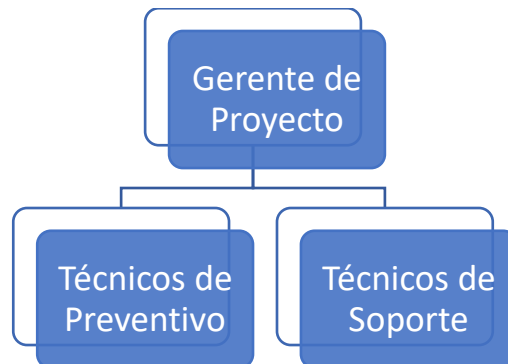 Gerente de
Proyecto
Técnicos de
Preventivo
Técnicos de
Soporte